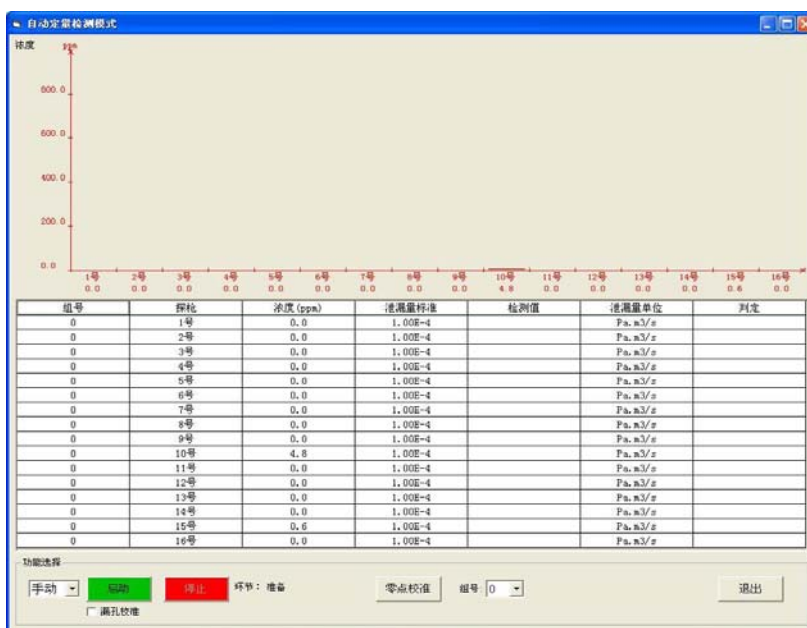 自动定量检测模式
浓度 ppm
800.0
600.0
400.0
200.0
0.0
1号 2号 3号 4号 5号 6号 7号 8号 9号 10号 11号 12号 13号 14号 15号 16号
0.0 0.0 0.0 0.0 0.0 0.0 0.0 0.0 0.0 4.8 0.0 0.0 0.0 0.0 0.6 0.0
组号 探枪 浓度(ppm) 泄漏量标准 检测值 泄漏量单位 判定
0 1号 0.0 1.00E-4 Pa.m3/s
0 2号 0.0 1.00E-4 Pa.m3/s
0 3号 0.0 1.00E-4 Pa.m3/s
0 4号 0.0 1.00E-4 Pa.m3/s
0 5号 0.0 1.00E-4 Pa.m3/s
0 6号 0.0 1.00E-4 Pa.m3/s
0 7号 0.0 1.00E-4 Pa.m3/s
0 8号 0.0 1.00E-4 Pa.m3/s
0 9号 0.0 1.00E-4 Pa.m3/s
0 10号 4.8 1.00E-4 Pa.m3/s
0 11号 0.0 1.00E-4 Pa.m3/s
0 12号 0.0 1.00E-4 Pa.m3/s
0 13号 0.0 1.00E-4 Pa.m3/s
0 14号 0.0 1.00E-4 Pa.m3/s
0 15号 0.6 1.00E-4 Pa.m3/s
0 16号 0.0 1.00E-4 Pa.m3/s
功能选择
手动 启动 停止 环节：准备 零点校准 组号 0 退出
漏孔校准